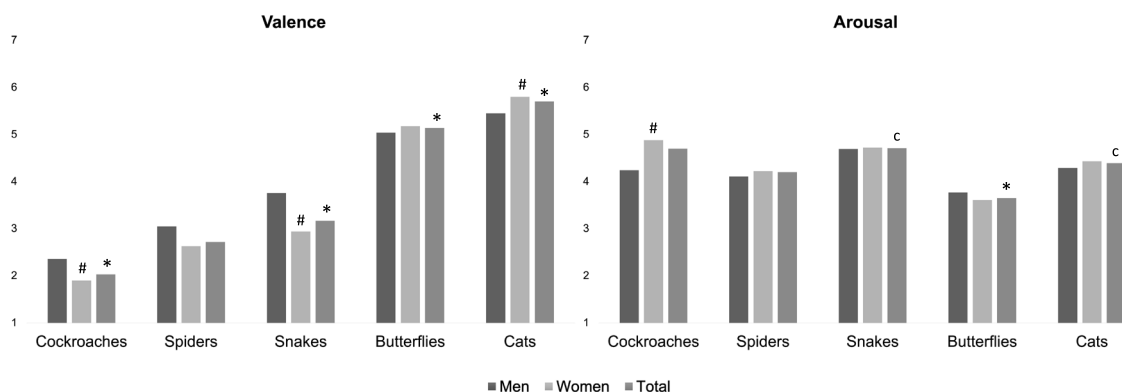 Valence
7
6
5
4
3
2
1
# *
# *
*
# *
Cockroaches Spiders Snakes Butterflies Cats
Arousal
7
6
5
4
3
2
1
#
c
*
c
Cockroaches Spiders Snakes Butterflies Cats
Men Women Total